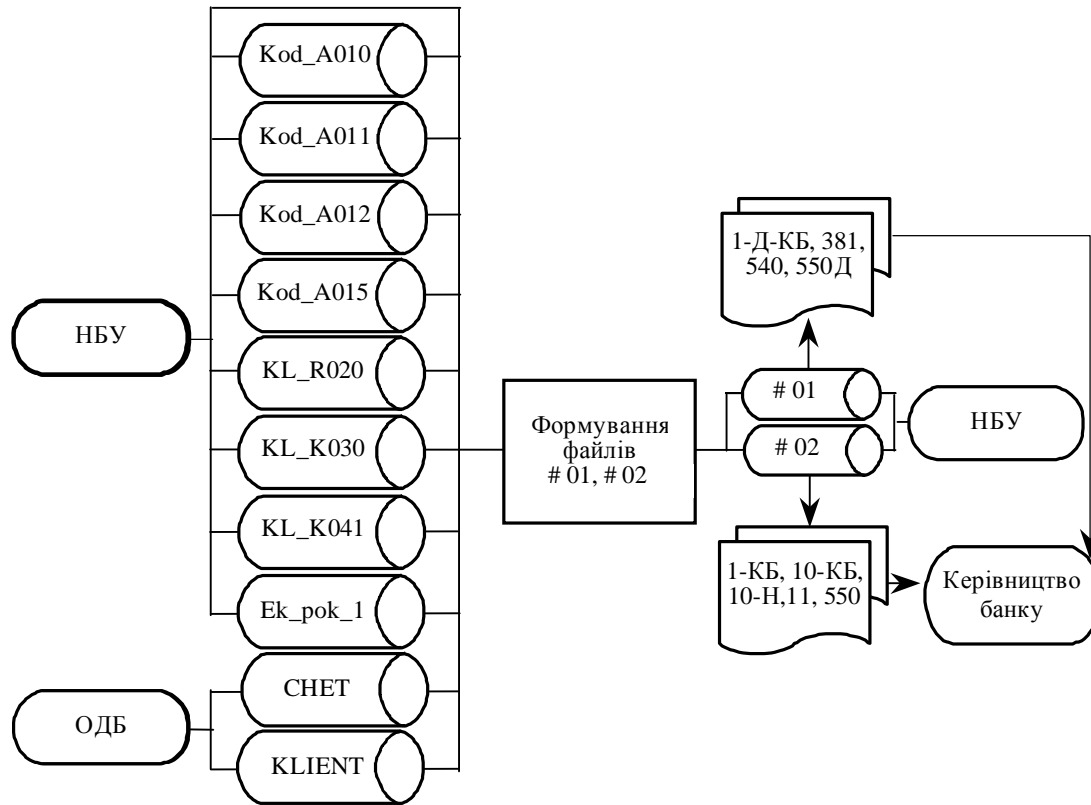 Kod_A010
Kod_A011
Kod_A012
Kod_A015
KL_R020
KL_K030
KL_K041
Ek_pok_1
CHET
KLIENT
НБУ
ОДБ
Формування
файлів
# 01, # 02
1-Д-КБ, 381,
540, 550Д
# 01
# 02
НБУ
1-КБ, 10-КБ,
10-Н,11, 550
Керівництво
банку